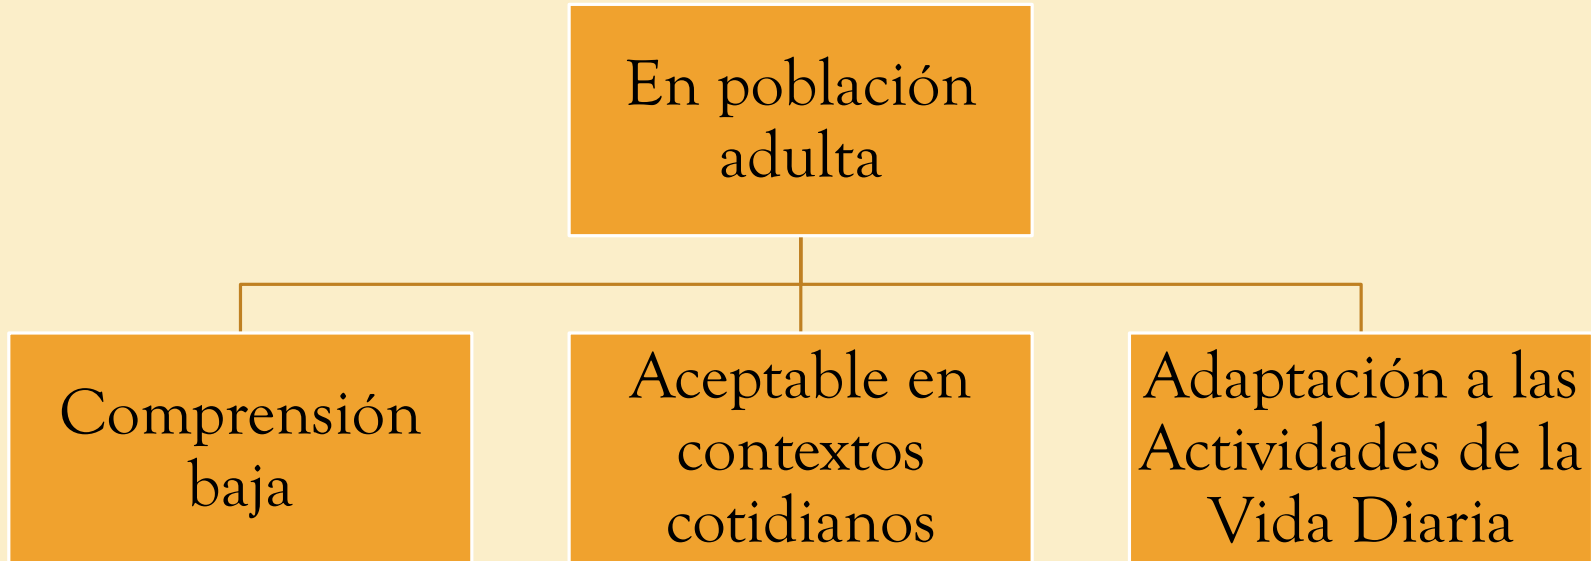 En población
adulta
Comprensión
baja
Aceptable en
contextos
cotidianos
Adaptación a las
Actividades de la
Vida Diaria